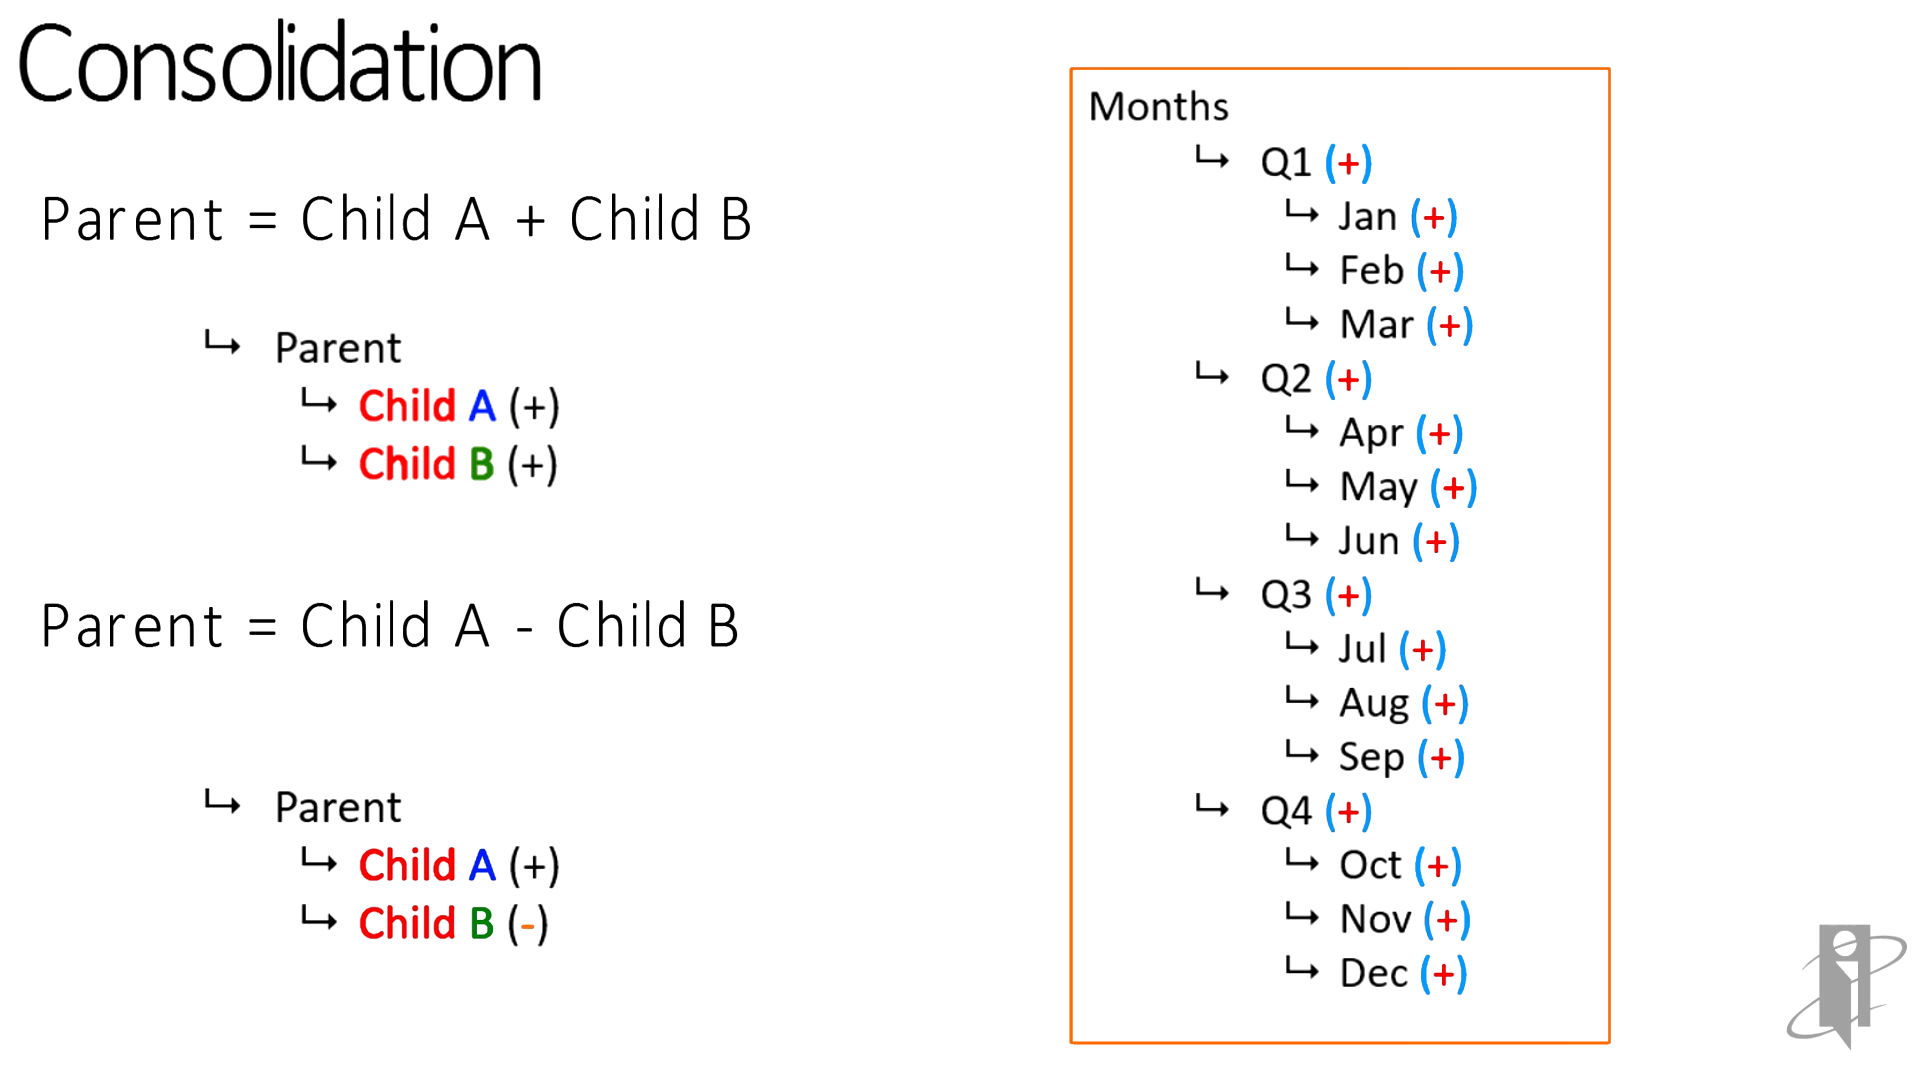 Consolidation
Parent = Child A + Child B
↳ Parent
↳ Child A (+)
↳ Child B (+)
Parent = Child A - Child B
↳ Parent
↳ Child A (+)
↳ Child B (-)
Months
↳ Q1 (+)
↳ Jan (+)
↳ Feb (+)
↳ Mar (+)
↳ Q2 (+)
↳ Apr (+)
↳ May (+)
↳ Jun (+)
↳ Q3 (+)
↳ Jul (+)
↳ Aug (+)
↳ Sep (+)
↳ Q4 (+)
↳ Oct (+)
↳ Nov (+)
↳ Dec (+)